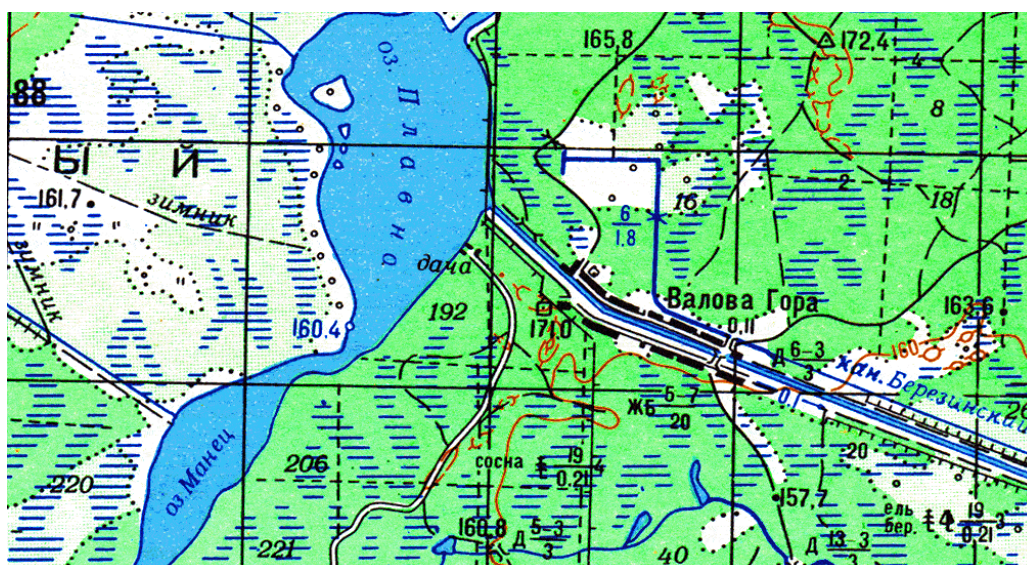 оз. Плавно
165,8
172,4
4
88
8
ЫЙ
161,7
зимник
зимник
6
1,8
16
2
18
дача
192
171,0
Валова Гора
163,6
160,4
0,11
Д 6-3
3
160
кан. Березинский
ЖБ 6-7
20
0,1
29
оз. Манец
206
сосна
19
0.21
4
20
220
157,7
ель
бер.
19
0.21
3
221
160,8
Д 5-3
3
40
Д 13-3
3